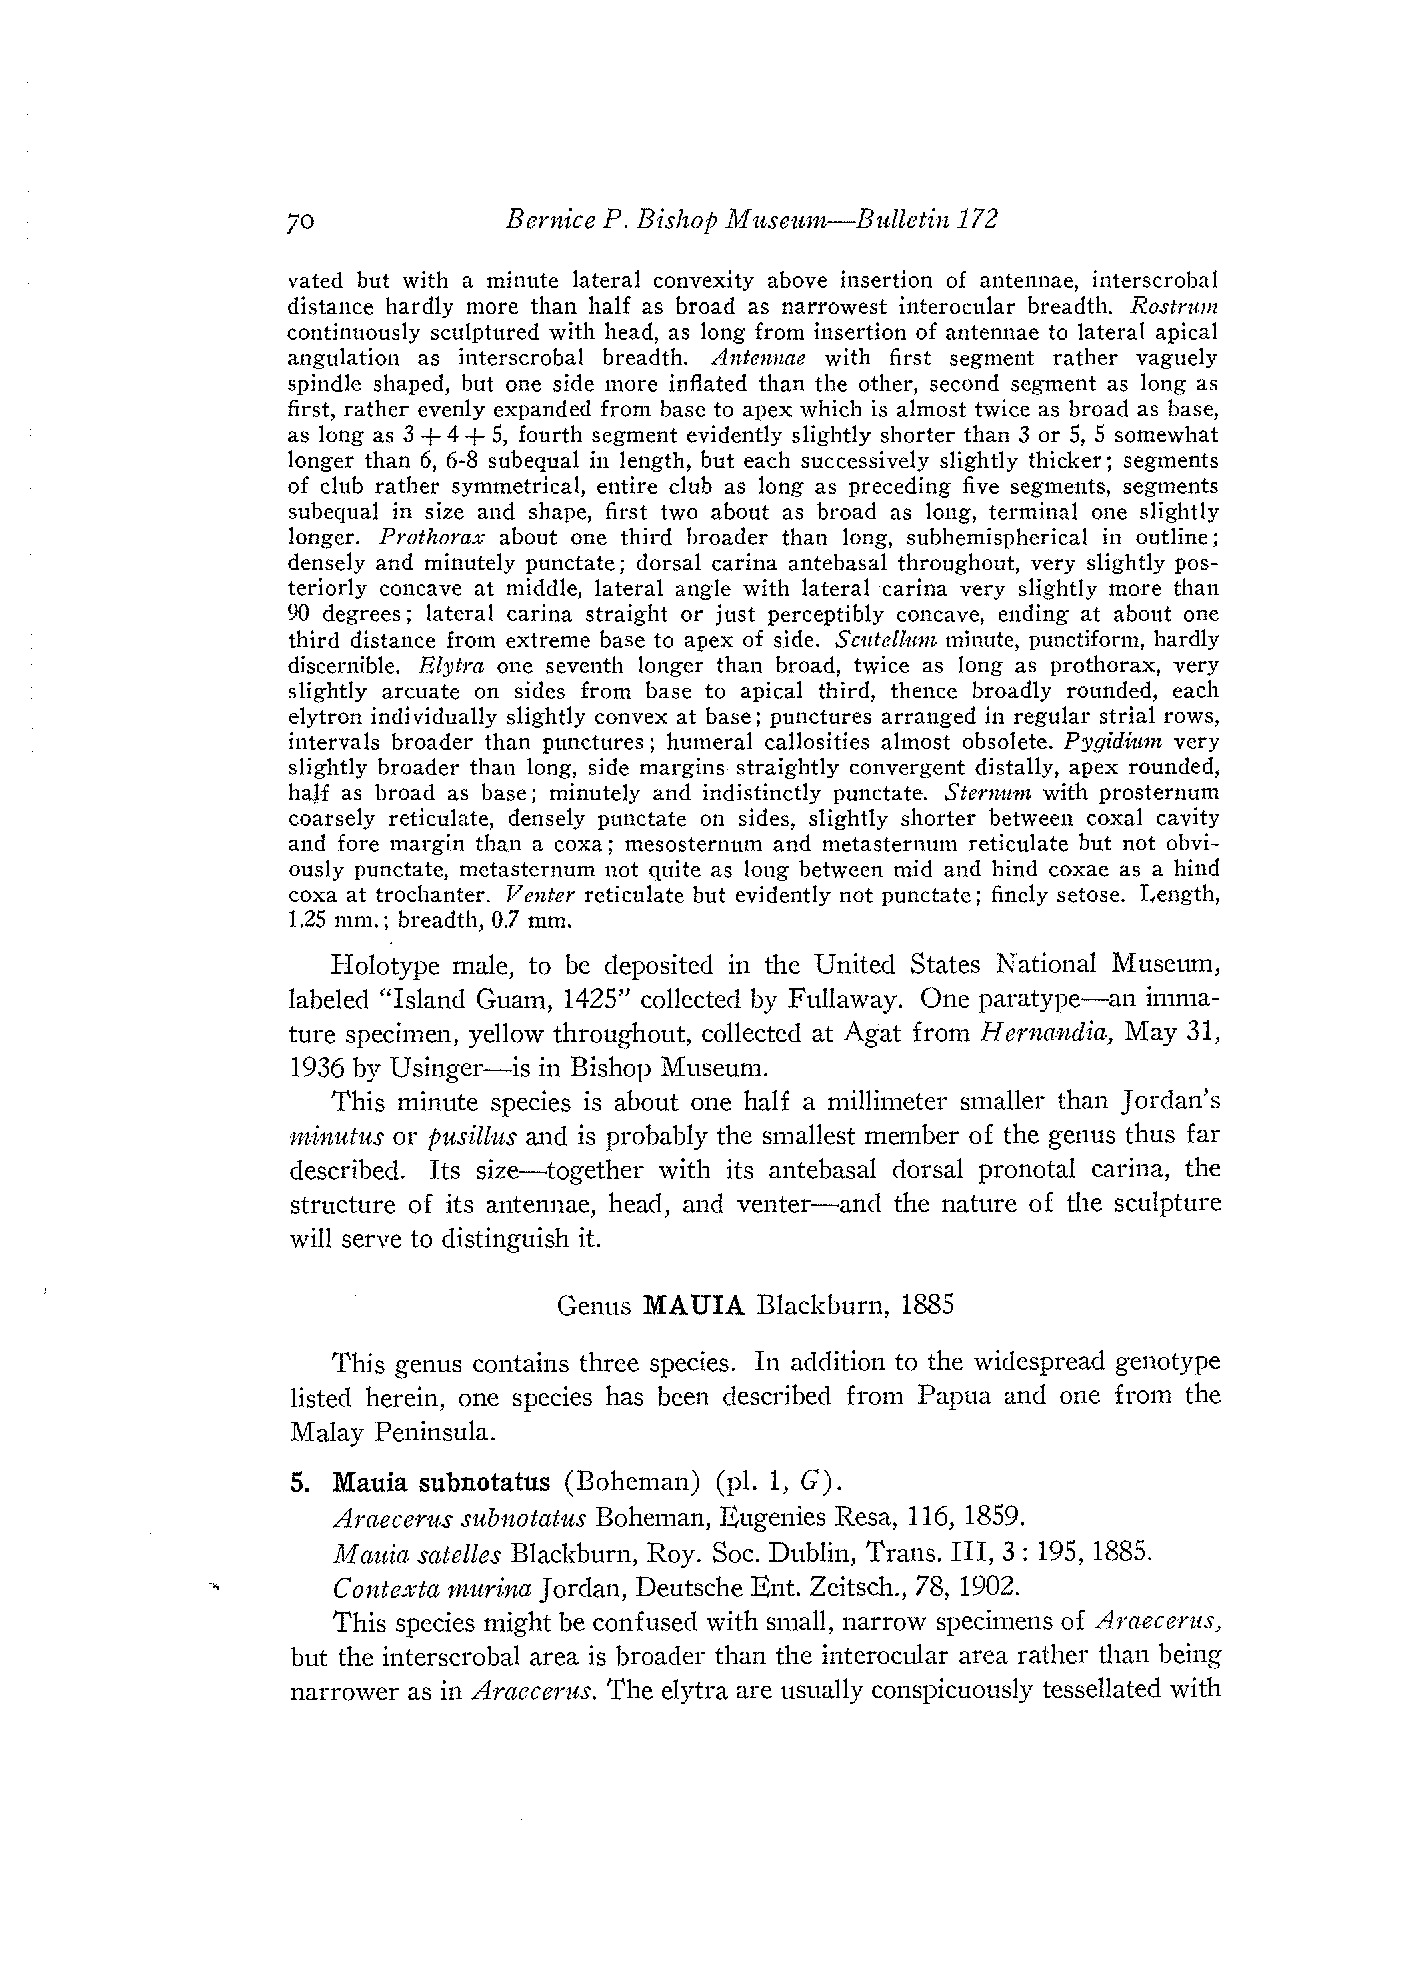 70 Bernice P. Bishop Museum—Bulletin 172
vated but with a minute lateral convexity above insertion of antennae, interscrobal
distance hardly more than half as broad as narrowest interocular breadth. Rostrum
continuously sculptured with head, as long from insertion of antennae to lateral apical
angulation as interscrobal breadth. Antennae with first segment rather vaguely
spindle shaped, but one side more inflated than the other, second segment as long as
first, rather evenly expanded from base to apex which is almost twice as broad as base,
as long as 3 + 4 + 5, fourth segment evidently slightly shorter than 3 or 5, 5 somewhat
longer than 6, 6-8 subequal in length, but each successively slightly thicker; segments
of club rather symmetrical, entire club as long as preceding five segments, segments
subequal in size and shape, first two about as broad as long, terminal one slightly
longer. Prothorax about one third broader than long, subhemispherical in outline;
densely and minutely punctate; dorsal carina antebasal throughout, very slightly pos-
teriorly concave at middle, lateral angle with lateral carina very slightly more than
90 degrees; lateral carina straight or just perceptibly concave, ending at about one
third distance from extreme base to apex of side. Scutellum minute, punctiform, hardly
discernible. Elytra one seventh longer than broad, twice as long as prothorax, very
slightly arcuate on sides from base to apical third, thence broadly rounded, each
elytron individually slightly convex at base; punctures arranged in regular strial rows,
intervals broader than punctures; humeral callosities almost obsolete. Pygidium very
slightly broader than long, side margins straightly convergent distally, apex rounded,
half as broad as base; minutely and indistinctly punctate. Sternum with prosternum
coarsely reticulate, densely punctate on sides, slightly shorter between coxal cavity
and fore margin than a coxa; mesosternum and metasternum reticulate but not obvi-
ously punctate, metasternum not quite as long between mid and hind coxae as a hind
coxa at trochanter. Venter reticulate but evidently not punctate; finely setose. Length,
1.25 mm.; breadth, 0.7 mm.
Holotype male, to be deposited in the United States National Museum,
labeled “Island Guam, 1425” collected by Fullaway. One paratype—an imma-
ture specimen, yellow throughout, collected at Agat from Hernandia, May 31,
1936 by Usinger—is in Bishop Museum.
This minute species is about one half a millimeter smaller than Jordan's
minutus or pusillus and is probably the smallest member of the genus thus far
described. Its size—together with its antebasal dorsal pronotal carina, the
structure of its antennae, head, and venter—and the nature of the sculpture
will serve to distinguish it.
Genus MAUIA Blackburn, 1885
This genus contains three species. In addition to the widespread genotype
listed herein, one species has been described from Papua and one from the
Malay Peninsula.
5. Mauia subnotatus (Boheman) (pl. 1, G).
Araecerus subnotatus Boheman, Eugenies Resa, 116, 1859.
Mauia satelles Blackburn, Roy. Soc. Dublin, Trans. III, 3 : 195, 1885.
Contexta murina Jordan, Deutsche Ent. Zeitsch., 78, 1902.
This species might be confused with small, narrow specimens of Araecerus,
but the interscrobal area is broader than the interocular area rather than being
narrower as in Araecerus. The elytra are usually conspicuously tessellated with